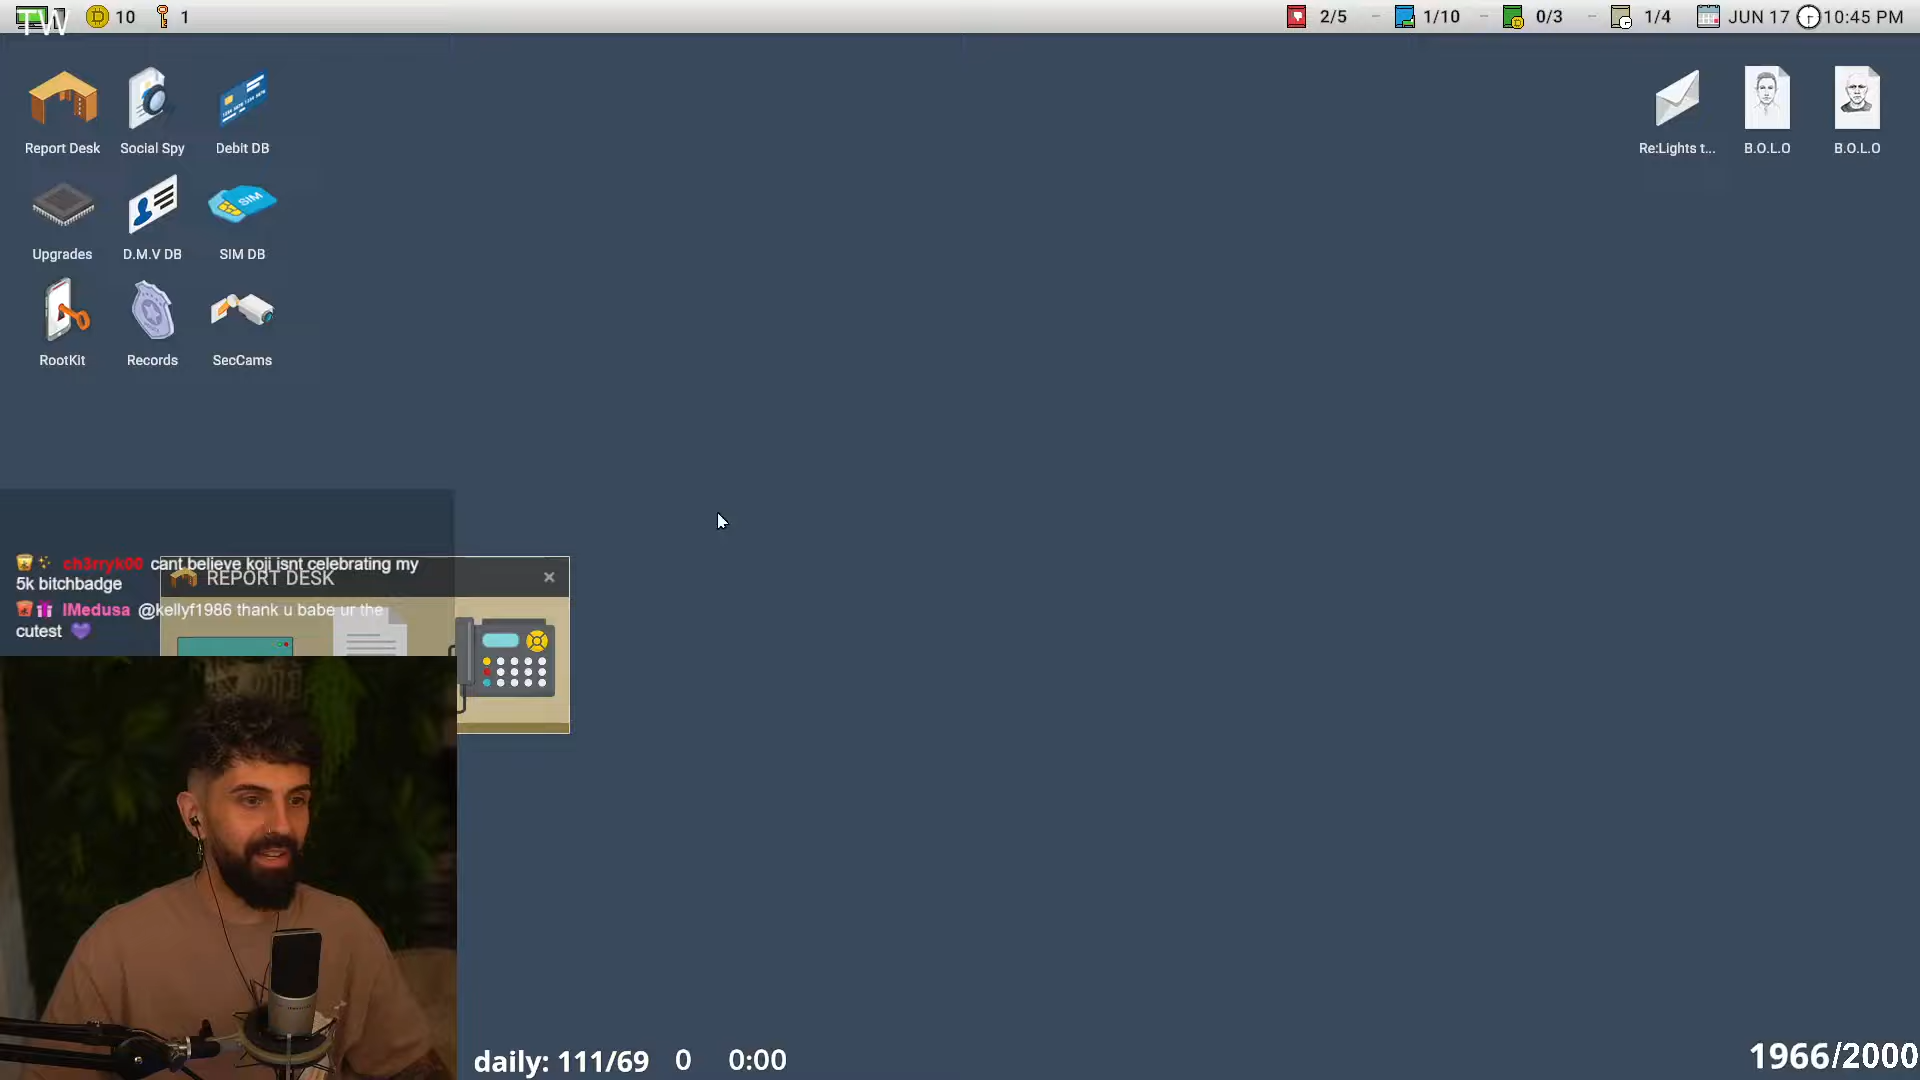 TW
10
1
2/5
1/10
0/3
1/4
JUN 17
10:45 PM
Report Desk
Social Spy
Debit DB
Re:Lights t...
B.O.L.O
B.O.L.O
Upgrades
D.M.V DB
SIM DB
RootKit
Records
SecCams
ch3rryk00 cant believe koji isnt celebrating my
5k bitchbadge
REPORT DESK
IMedusa @kellyf1986 thank u babe ur the
cutest
daily: 111/69 0 0:00
1966/2000